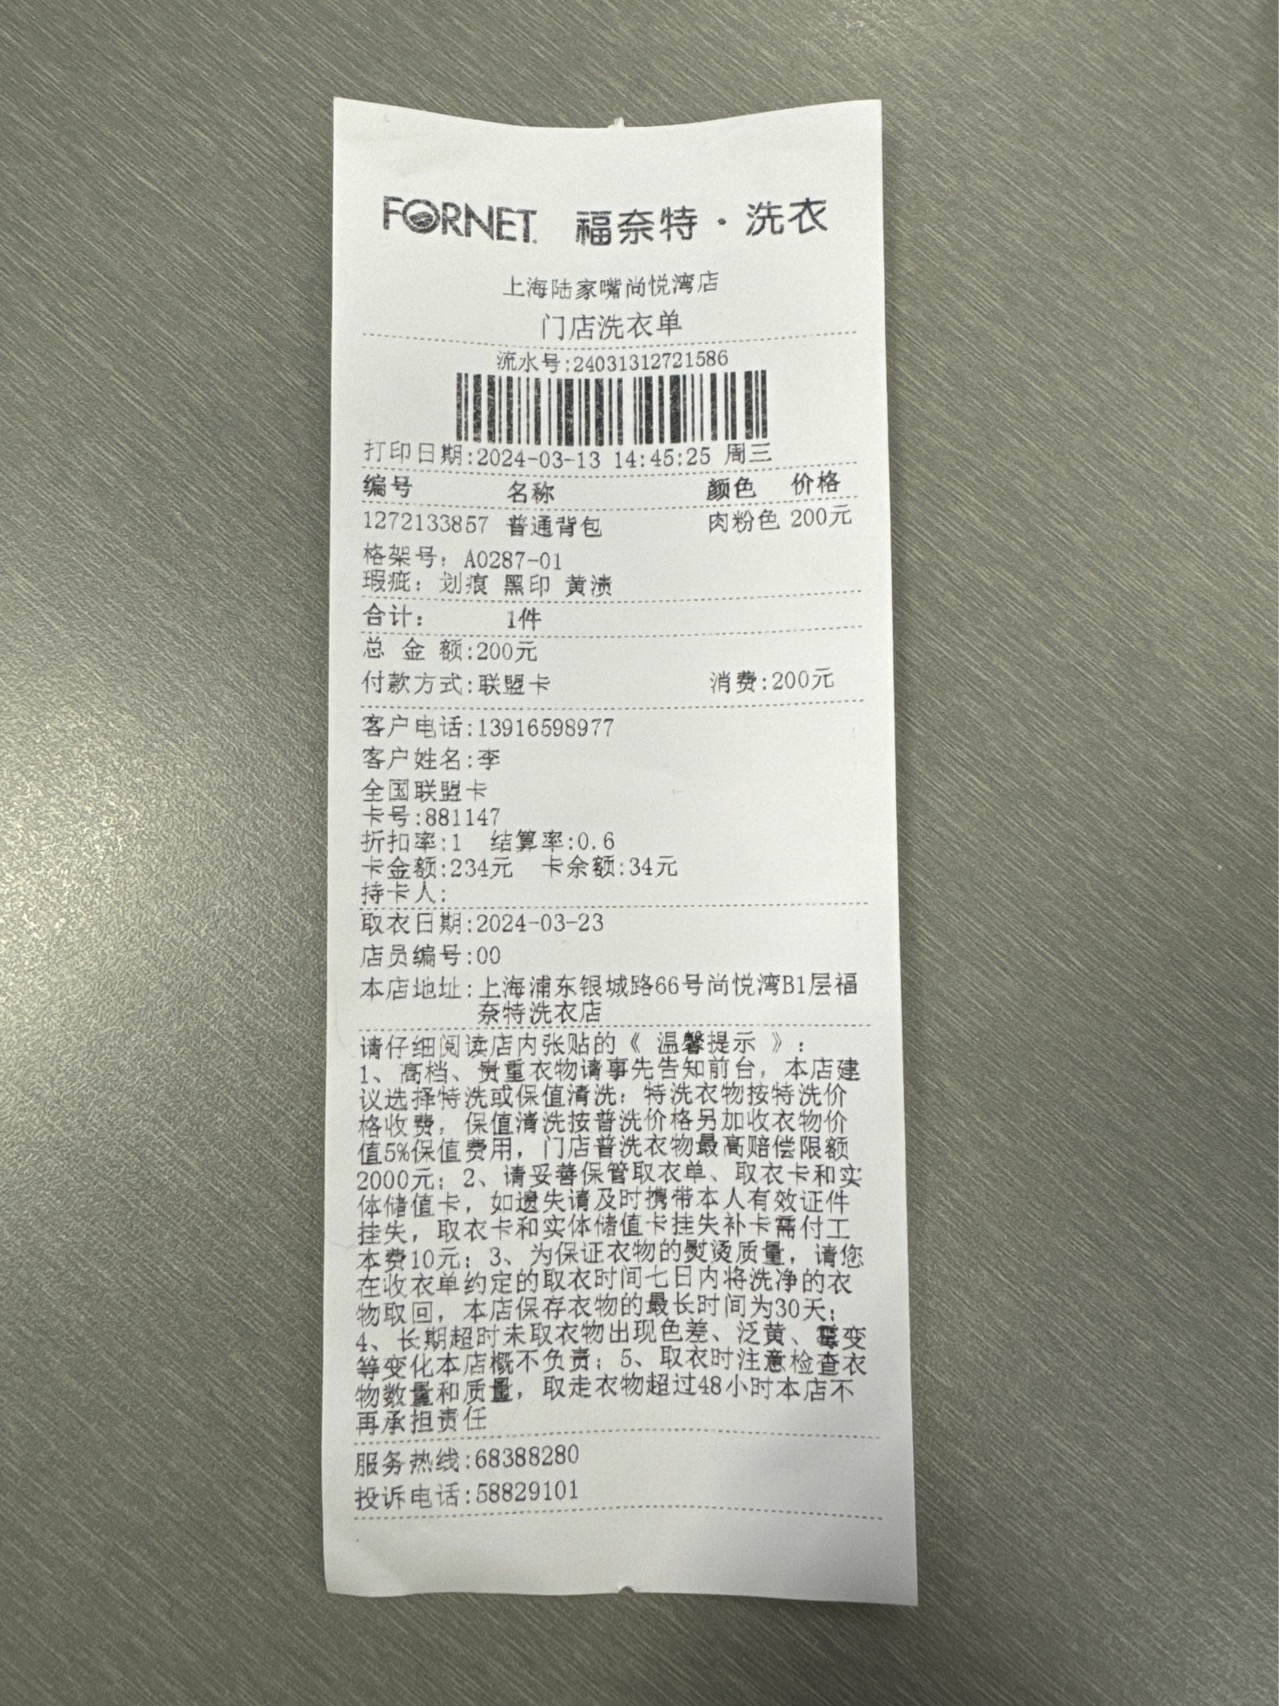 FORNET. 福奈特·洗衣
上海陆家嘴尚悦湾店
门店洗衣单
流水号:24031312721586
打印日期:2024-03-13 14:45:25 周三
编号 名称 颜色 价格
1272133857 普通背包 肉粉色 200元
格架号: A0287-01
瑕疵: 划痕 黑印 黄渍
合计: 1件
总 金 额:200元
付款方式:联盟卡 消费:200元
客户电话:13916598977
客户姓名:李
全国联盟卡
卡号:881147
折扣率:1 结算率:0.6
卡金额:234元 卡余额:34元
持卡人:
取衣日期:2024-03-23
店员编号:00
本店地址:上海浦东银城路66号尚悦湾B1层福
奈特洗衣店
请仔细阅读店内张贴的《 温馨提示 》:
1、高档、贵重衣物请事先告知前台, 本店建
议选择特洗或保值清洗: 特洗衣物按特洗价
格收费, 保值清洗按普洗价格另加收衣物价
值5%保值费用, 门店普洗衣物最高赔偿限额
2000元; 2、请妥善保管取衣单、取衣卡和实
体储值卡, 如遗失请及时携带本人有效证件
挂失, 取衣卡和实体储值卡挂失补卡需付工
本费10元; 3、为保证衣物的熨烫质量, 请您
在收衣单约定的取衣时间七日内将洗净的衣
物取回, 本店保存衣物的最长时间为30天;
4、长期超时未取衣物出现色差、泛黄、霉变
等变化本店概不负责; 5、取衣时注意检查衣
物数量和质量, 取走衣物超过48小时本店不
再承担责任
服务热线:68388280
投诉电话:58829101